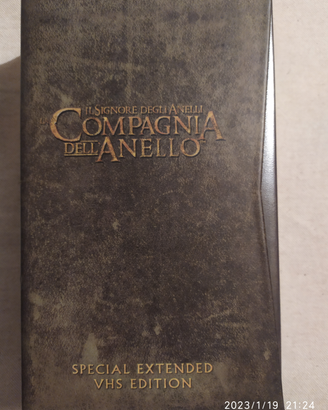 IL SIGNORE DEGLI ANELLI
COMPAGNIA
DELL'ANELLO
SPECIAL EXTENDED
VHS EDITION
2023/1/19 21:24